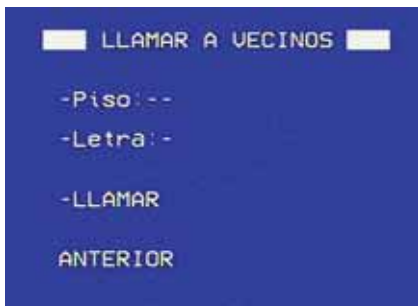 LLAMAR A VECINOS
-Piso:--
-Letra:-
-LLAMAR
ANTERIOR